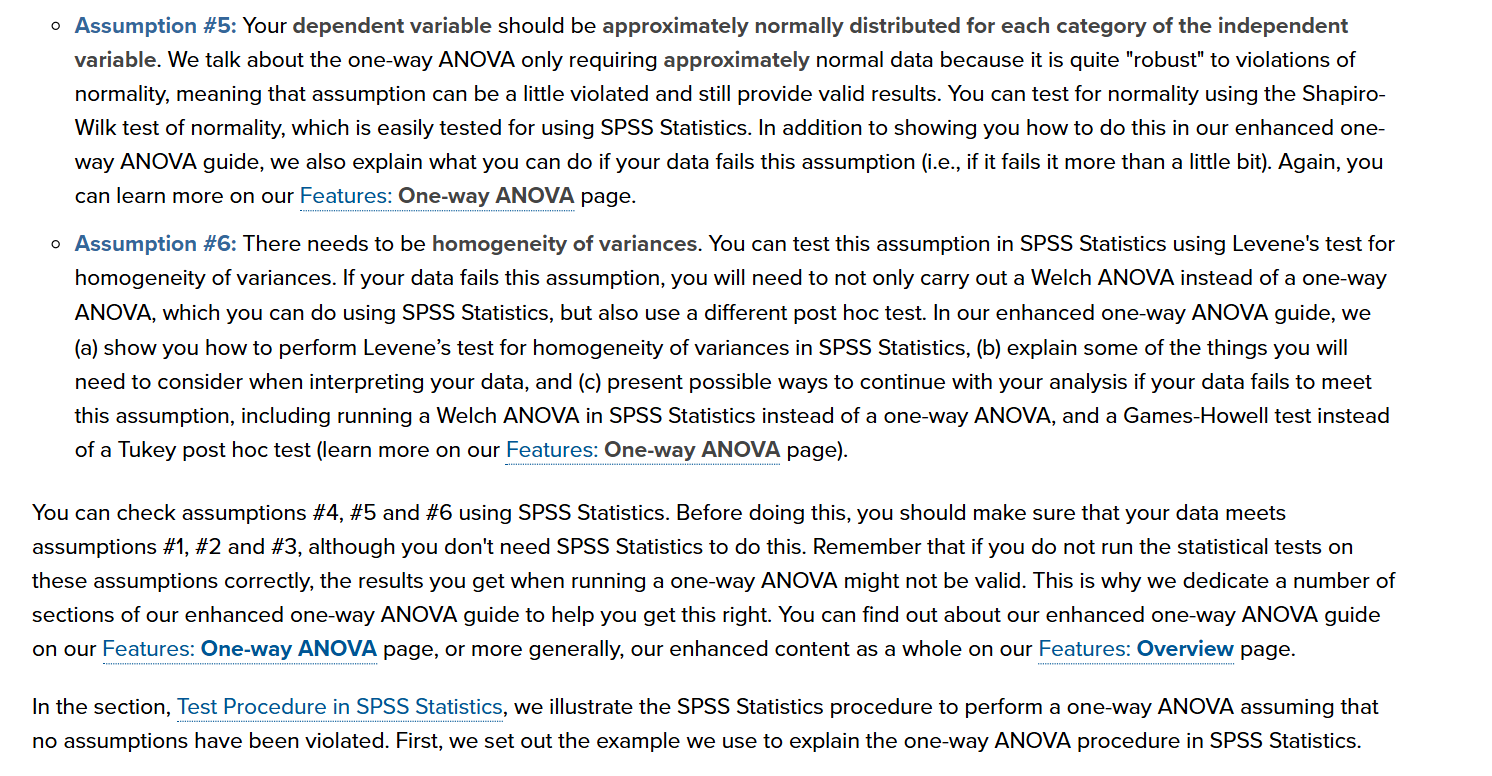 Assumption #5: Your dependent variable should be approximately normally distributed for each category of the independent
variable. We talk about the one-way ANOVA only requiring approximately normal data because it is quite "robust" to violations of
normality, meaning that assumption can be a little violated and still provide valid results. You can test for normality using the Shapiro-
Wilk test of normality, which is easily tested for using SPSS Statistics. In addition to showing you how to do this in our enhanced one-
way ANOVA guide, we also explain what you can do if your data fails this assumption (i.e., if it fails it more than a little bit). Again, you
can learn more on our Features: One-way ANOVA page.
Assumption #6: There needs to be homogeneity of variances. You can test this assumption in SPSS Statistics using Levene's test for
homogeneity of variances. If your data fails this assumption, you will need to not only carry out a Welch ANOVA instead of a one-way
ANOVA, which you can do using SPSS Statistics, but also use a different post hoc test. In our enhanced one-way ANOVA guide, we
(a) show you how to perform Levene’s test for homogeneity of variances in SPSS Statistics, (b) explain some of the things you will
need to consider when interpreting your data, and (c) present possible ways to continue with your analysis if your data fails to meet
this assumption, including running a Welch ANOVA in SPSS Statistics instead of a one-way ANOVA, and a Games-Howell test instead
of a Tukey post hoc test (learn more on our Features: One-way ANOVA page).
You can check assumptions #4, #5 and #6 using SPSS Statistics. Before doing this, you should make sure that your data meets
assumptions #1, #2 and #3, although you don't need SPSS Statistics to do this. Remember that if you do not run the statistical tests on
these assumptions correctly, the results you get when running a one-way ANOVA might not be valid. This is why we dedicate a number of
sections of our enhanced one-way ANOVA guide to help you get this right. You can find out about our enhanced one-way ANOVA guide
on our Features: One-way ANOVA page, or more generally, our enhanced content as a whole on our Features: Overview page.
In the section, Test Procedure in SPSS Statistics, we illustrate the SPSS Statistics procedure to perform a one-way ANOVA assuming that
no assumptions have been violated. First, we set out the example we use to explain the one-way ANOVA procedure in SPSS Statistics.